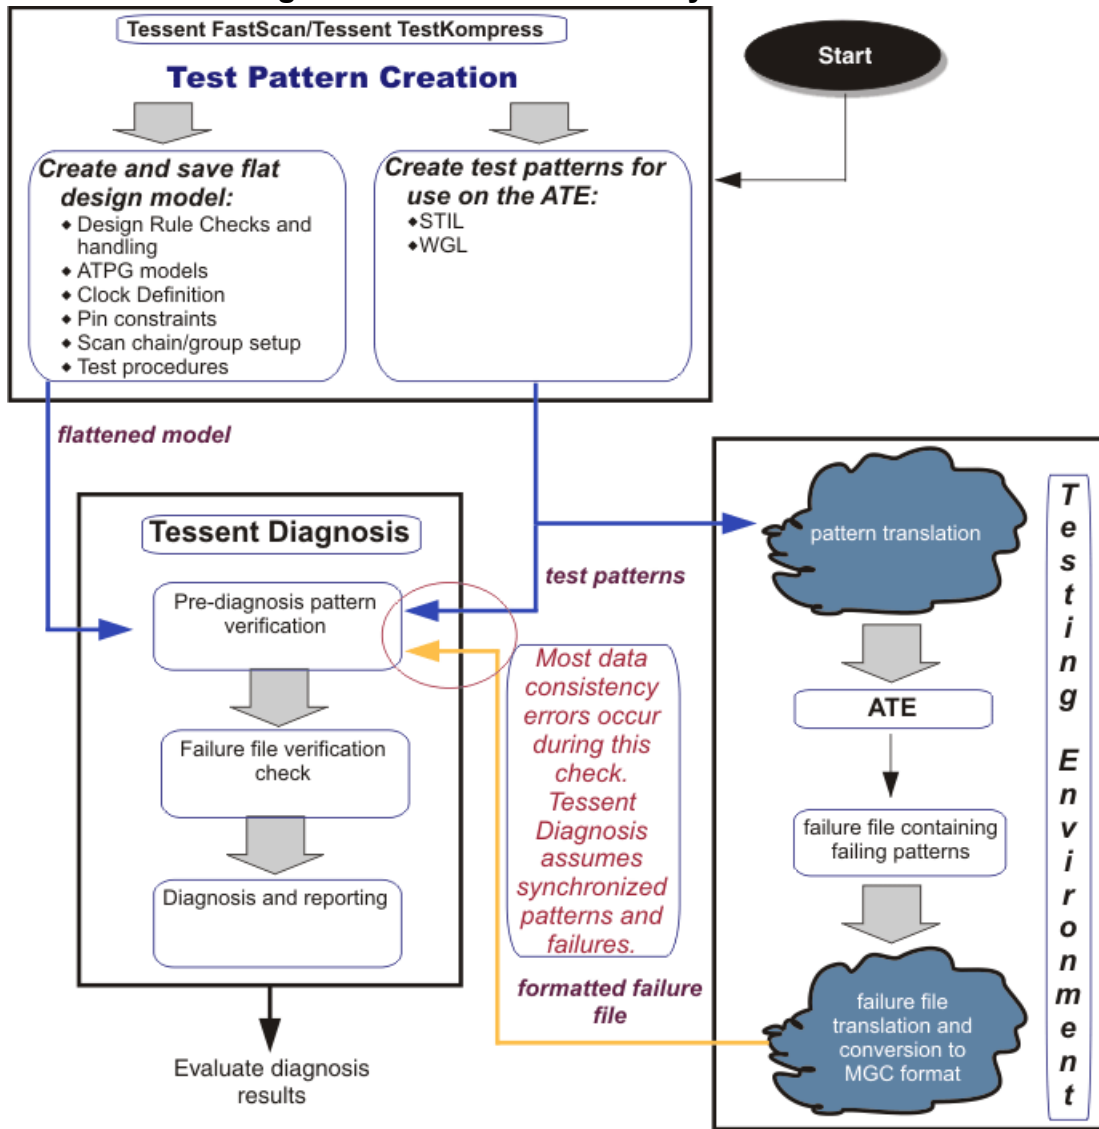 Tessent FastScan/Tessent TestKompress
Test Pattern Creation
Start
Create and save flat
design model:
Design Rule Checks and
handling
ATPG models
Clock Definition
Pin constraints
Scan chain/group setup
Test procedures
Create test patterns for
use on the ATE:
STIL
WGL
flattened model
Tessent Diagnosis
Pre-diagnosis pattern
verification
Failure file verification
check
Diagnosis and reporting
Evaluate diagnosis
results
test patterns
Most data
consistency
errors occur
during this
check.
Tessent
Diagnosis
assumes
synchronized
patterns and
failures.
formatted failure
file
pattern translation
ATE
failure file containing
failing patterns
failure file
translation and
conversion to
MGC format
Testing Environment